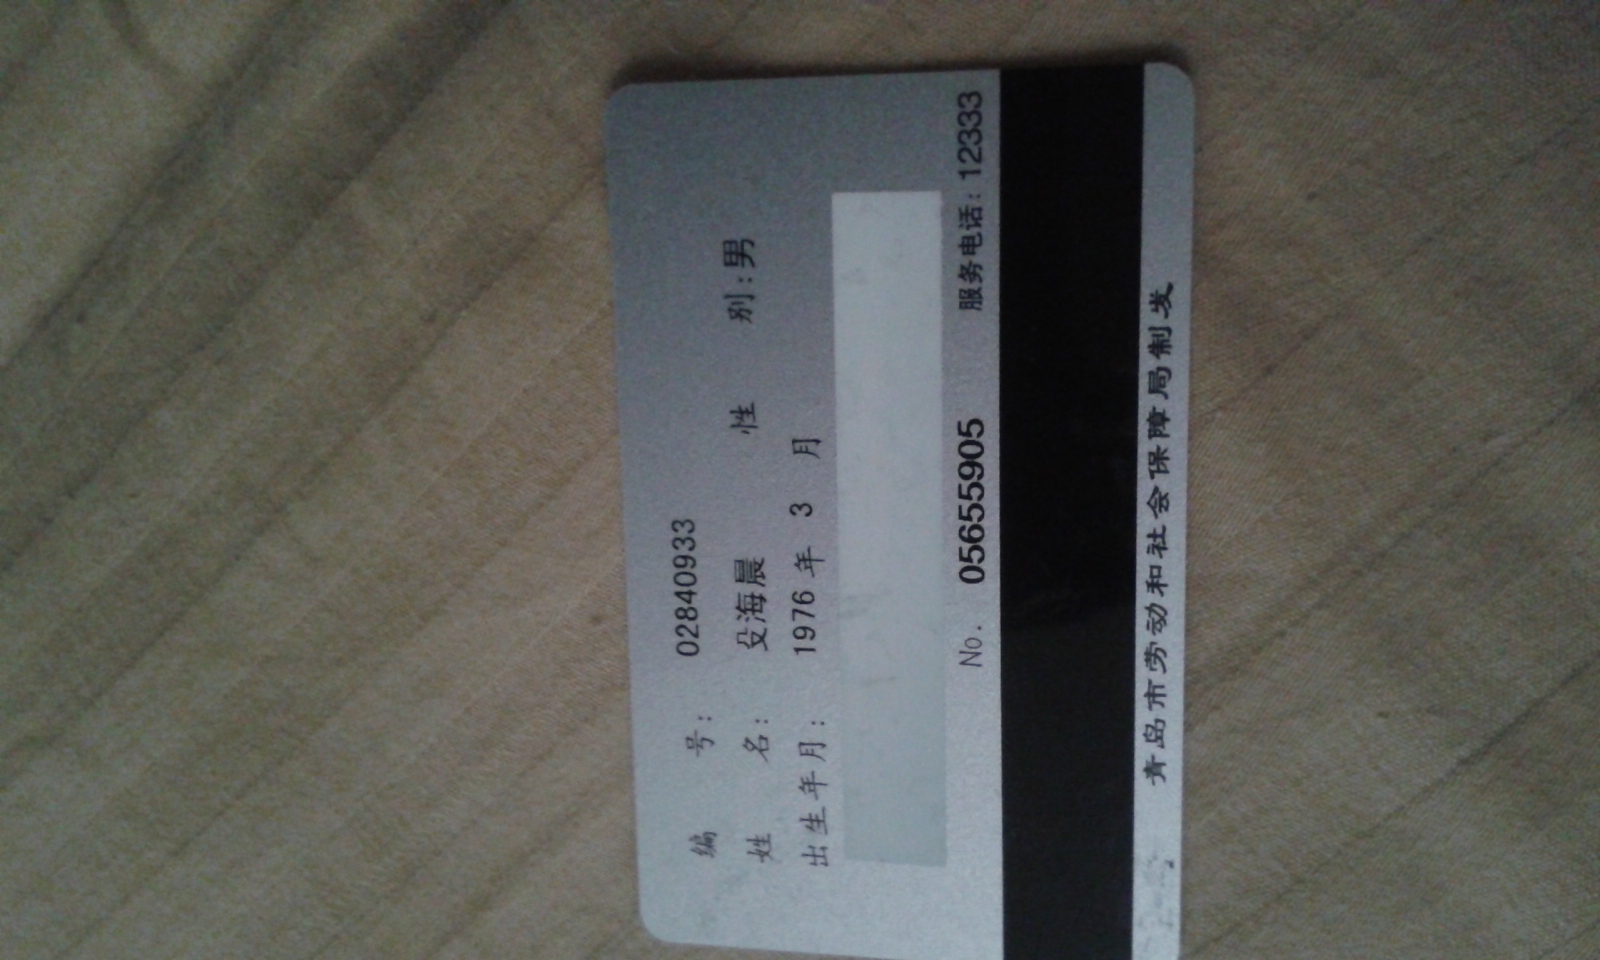 编号: 02840933
姓名: 殳海晨 性别:男
出生年月: 1976 年 3 月
No. 05655905 服务电话: 12333
青岛市劳动和社会保障局制发